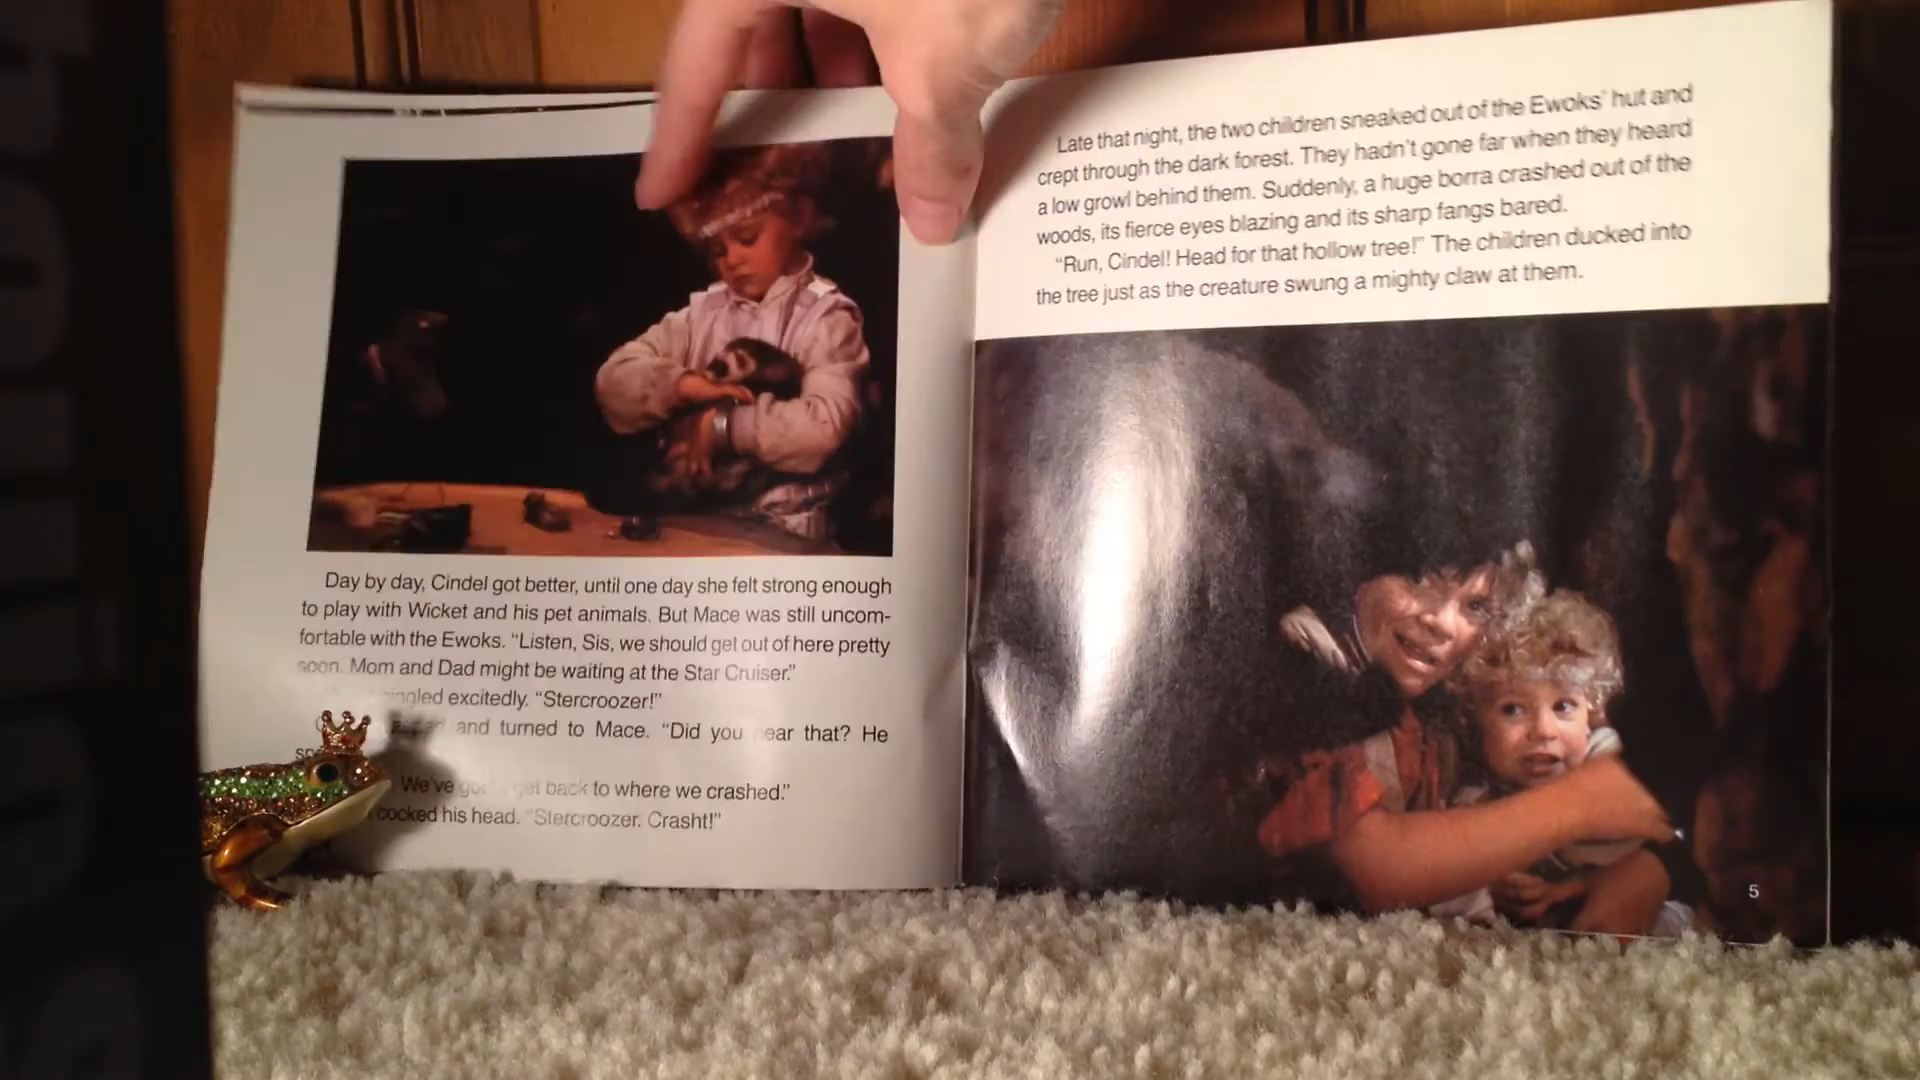 Day by day, Cindel got better, until one day she felt strong enough
to play with Wicket and his pet animals. But Mace was still uncom-
fortable with the Ewoks. “Listen, Sis, we should get out of here pretty
soon. Mom and Dad might be waiting at the Star Cruiser.”
excitedly. “Stercroozer!”
and turned to Mace. “Did you that? He
We've back to where we crashed.”
cocked his head. “Stercroozer. Crasht!”
Late that night, the two children sneaked out of the Ewoks’ hut and
crept through the dark forest. They hadn't gone far when they heard
a low growl behind them. Suddenly, a huge borra crashed out of the
woods, its fierce eyes blazing and its sharp fangs bared.
“Run, Cindel! Head for that hollow tree!” The children ducked into
the tree just as the creature swung a mighty claw at them.
5